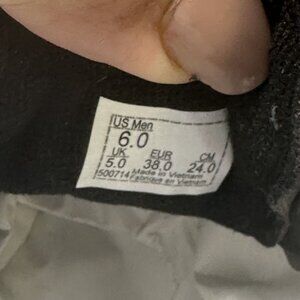 US Men
6.0
UK EUR CM
5.0 38.0 24.0
500714 Made in Vietnam
Fabriqué en Vietnam